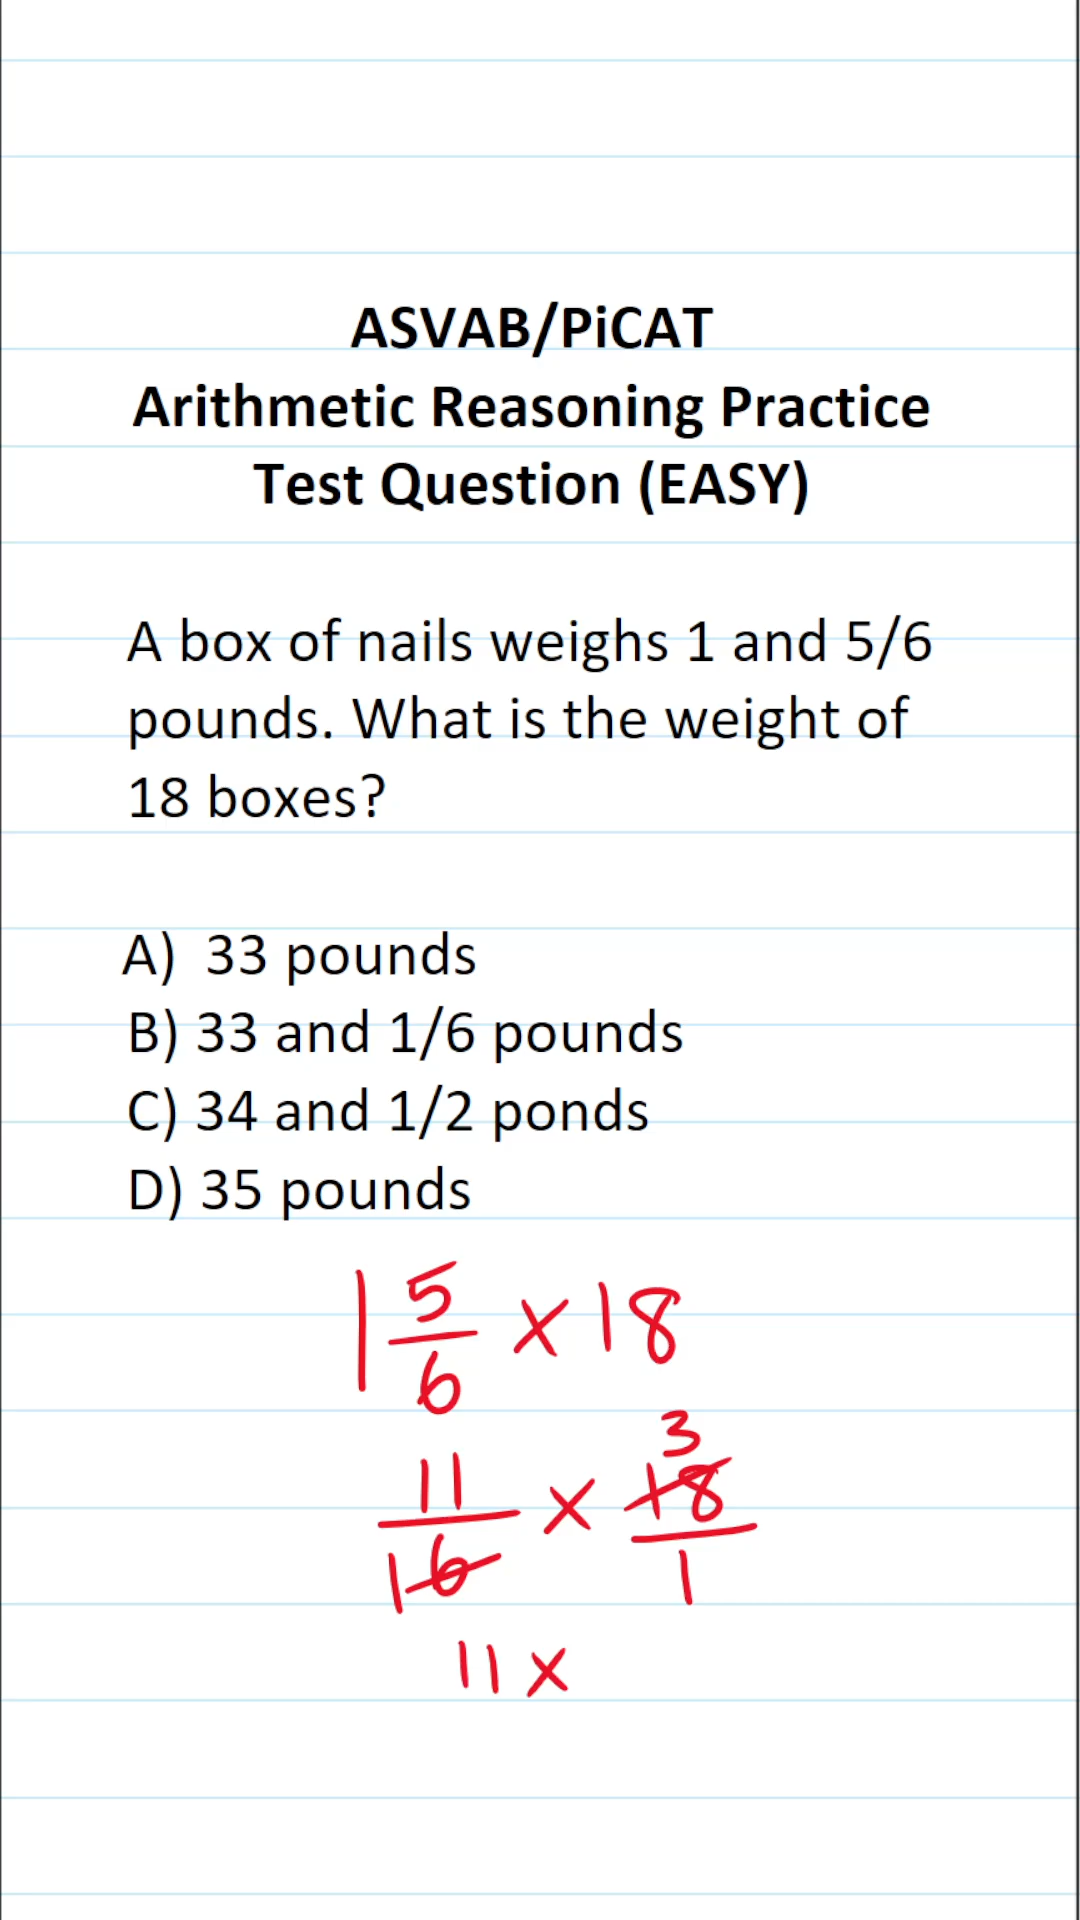 ASVAB/PiCAT
Arithmetic Reasoning Practice
Test Question (EASY)
A box of nails weighs 1 and 5/6
pounds. What is the weight of
18 boxes?
A) 33 pounds
B) 33 and 1/6 pounds
C) 34 and 1/2 ponds
D) 35 pounds
1 5/6 × 18
3
11/6 × 18/1
1
11 ×